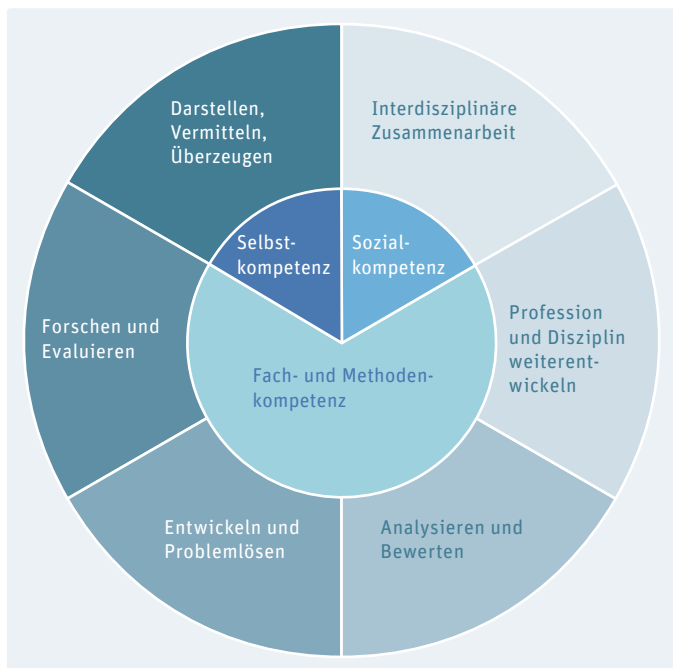 Darstellen,
Vermitteln,
Überzeugen
Interdisziplinäre
Zusammenarbeit
Selbst-
kompetenz
Sozial-
kompetenz
Forschen und
Evaluieren
Profession
und Disziplin
weiterent-
wickeln
Fach- und Methoden-
kompetenz
Entwickeln und
Problemlösen
Analysieren und
Bewerten